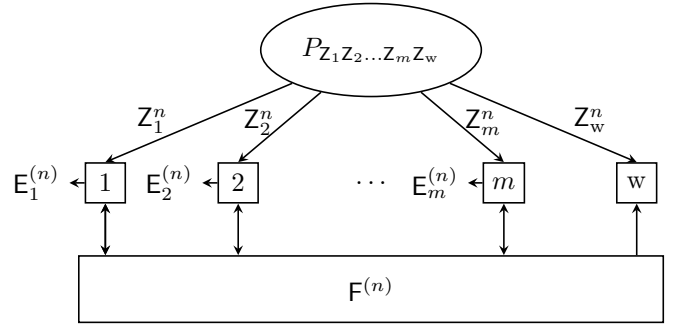 P_{Z_1Z_2...Z_mZ_w}
Z_1^n Z_2^n Z_m^n Z_w^n
E_1^{(n)} 1 E_2^{(n)} 2 ⋯ E_m^{(n)} m w
F^{(n)}